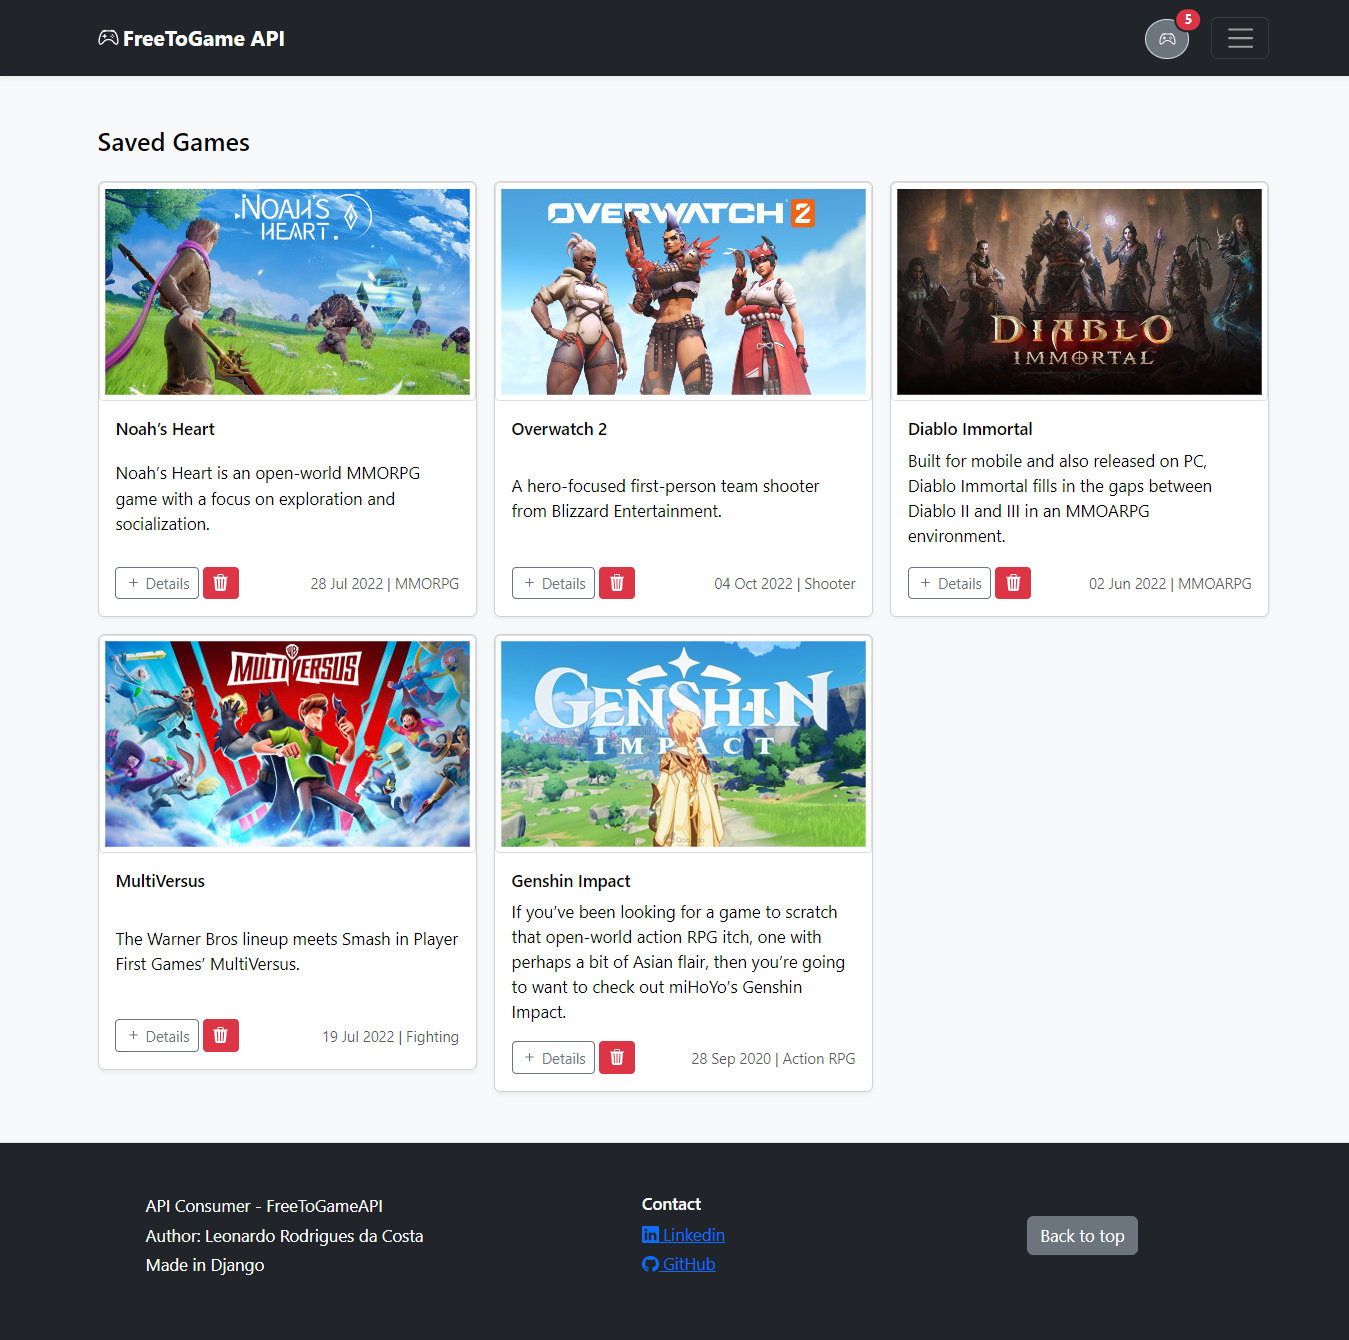 FreeToGame API
5
Saved Games
NOAH'S
HEART
OVERWATCH 2
DIABLO
IMMORTAL
Noah’s Heart
Noah’s Heart is an open-world MMORPG
game with a focus on exploration and
socialization.
+ Details
28 Jul 2022 | MMORPG
Overwatch 2
A hero-focused first-person team shooter
from Blizzard Entertainment.
+ Details
04 Oct 2022 | Shooter
Diablo Immortal
Built for mobile and also released on PC,
Diablo Immortal fills in the gaps between
Diablo II and III in an MMOARPG
environment.
+ Details
02 Jun 2022 | MMOARPG
MULTIVERSUS
GENSHIN
IMPACT
MultiVersus
The Warner Bros lineup meets Smash in Player
First Games’ MultiVersus.
+ Details
19 Jul 2022 | Fighting
Genshin Impact
If you’ve been looking for a game to scratch
that open-world action RPG itch, one with
perhaps a bit of Asian flair, then you’re going
to want to check out miHoYo’s Genshin
Impact.
+ Details
28 Sep 2020 | Action RPG
API Consumer - FreeToGameAPI
Author: Leonardo Rodrigues da Costa
Made in Django
Contact
Linkedin
GitHub
Back to top